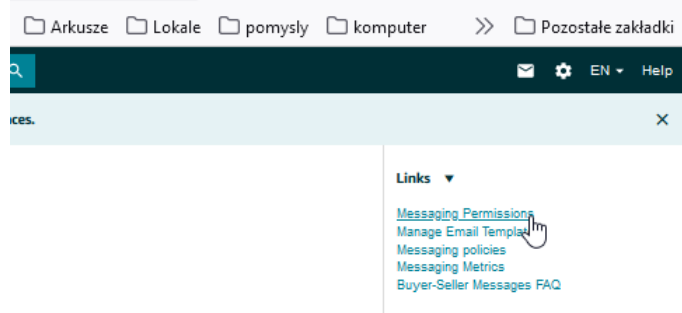 Arkusze Lokale pomysly komputer Pozostałe zakładki
EN Help
ces.
Links
Messaging Permissions
Manage Email Templat
Messaging policies
Messaging Metrics
Buyer-Seller Messages FAQ